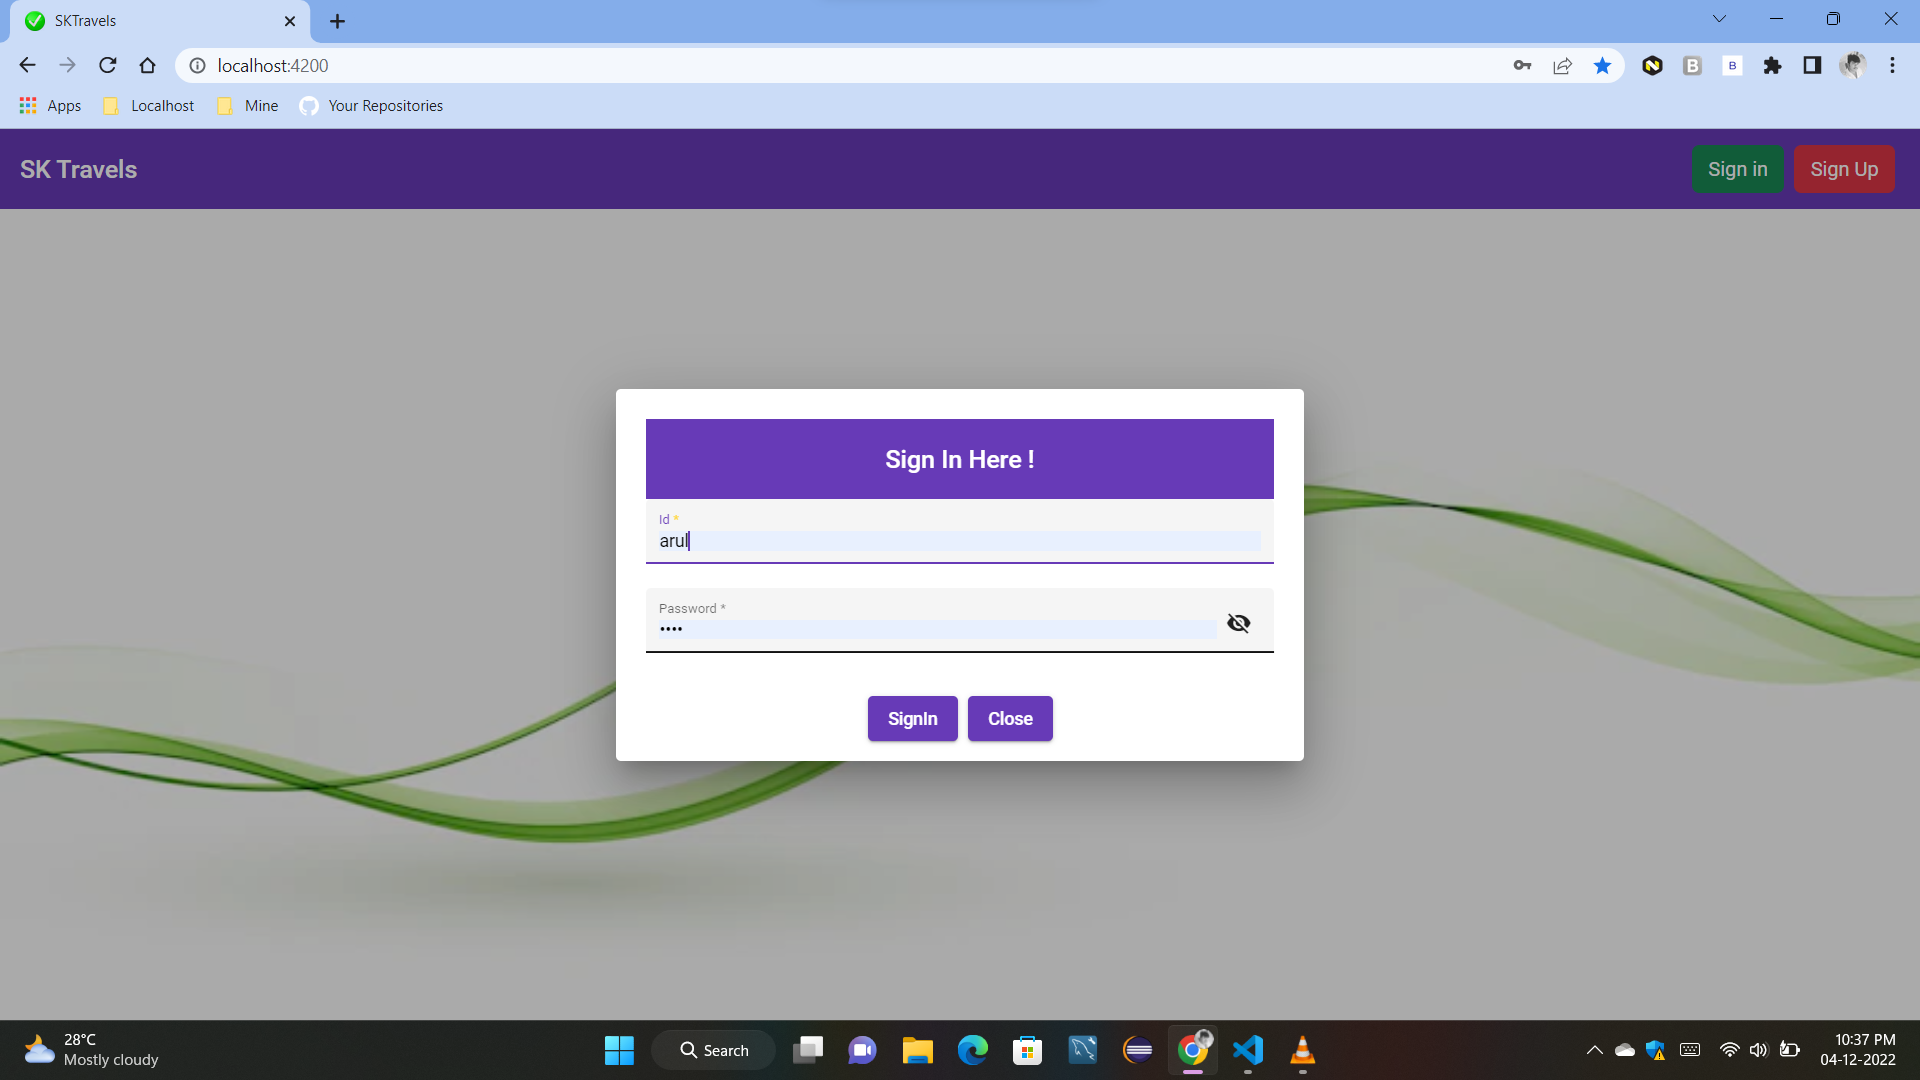 SKTravels
localhost:4200
Apps Localhost Mine Your Repositories
SK Travels Sign in Sign Up
Sign In Here !
Id *
arul
Password *
••••
SignIn Close
28°C
Mostly cloudy
Search
10:37 PM
04-12-2022